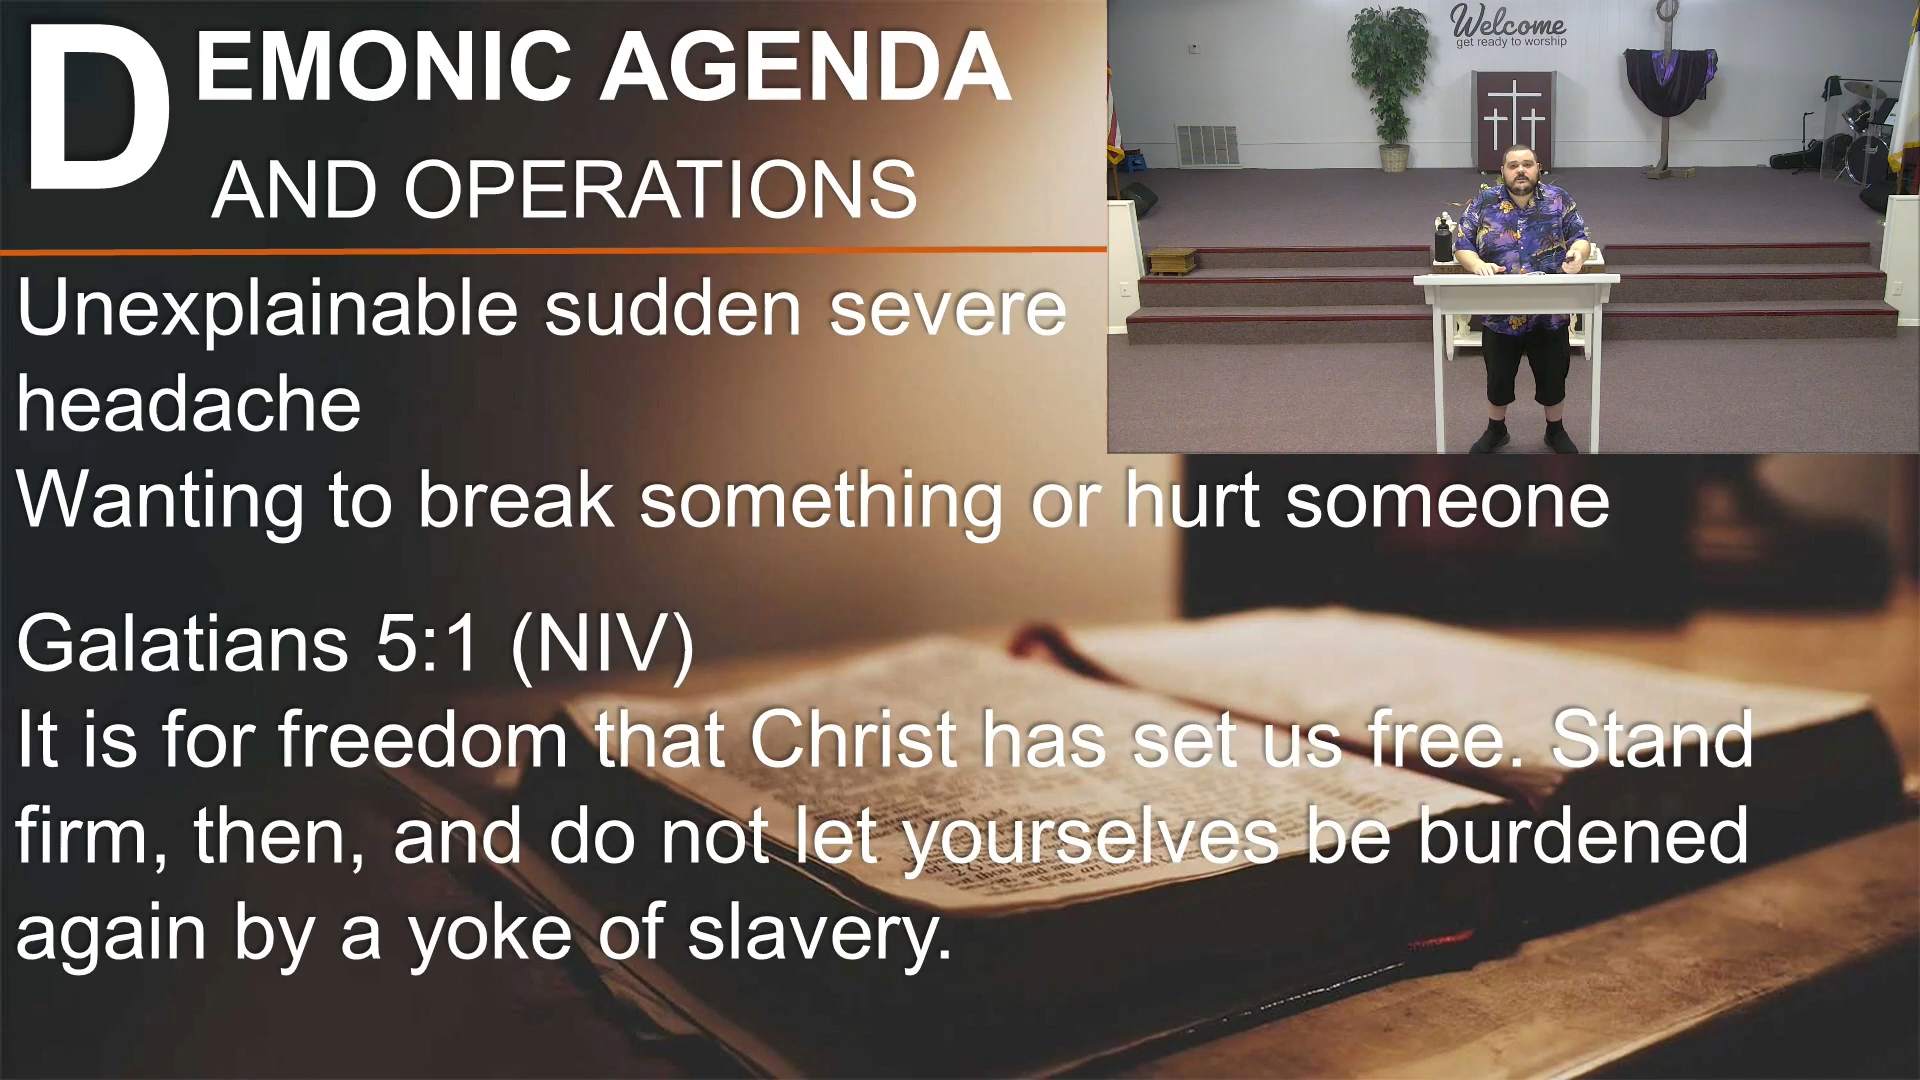 DEMONIC AGENDA
AND OPERATIONS
Welcome
get ready to worship
Unexplainable sudden severe
headache
Wanting to break something or hurt someone
Galatians 5:1 (NIV)
It is for freedom that Christ has set us free. Stand
firm, then, and do not let yourselves be burdened
again by a yoke of slavery.